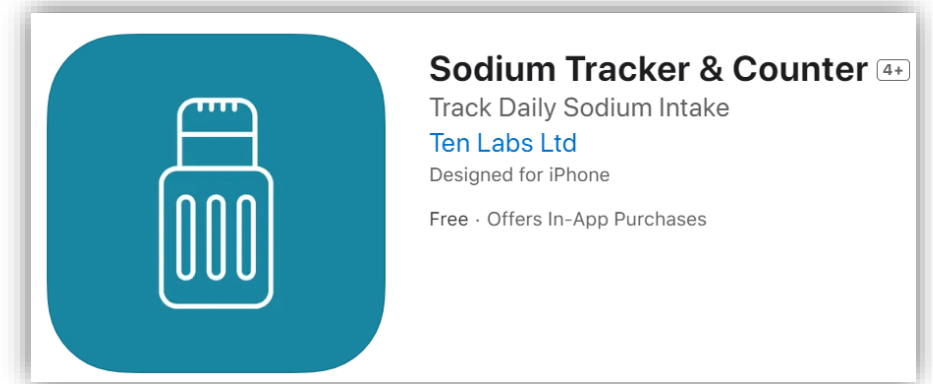 Sodium Tracker & Counter 4+
Track Daily Sodium Intake
Ten Labs Ltd
Designed for iPhone
Free · Offers In-App Purchases